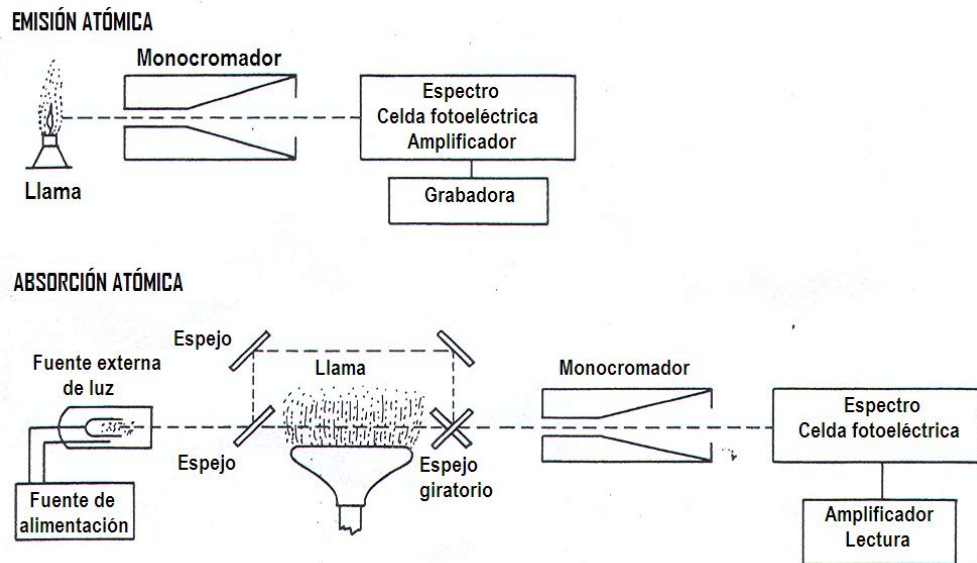 EMISIÓN ATÓMICA
Monocromador
Espectro
Celda fotoeléctrica
Amplificador
Llama
Grabadora
ABSORCIÓN ATÓMICA
Espejo
Fuente externa
de luz
Llama
Monocromador
Espectro
Celda fotoeléctrica
Espejo
Espejo
giratorio
Fuente de
alimentación
Amplificador
Lectura